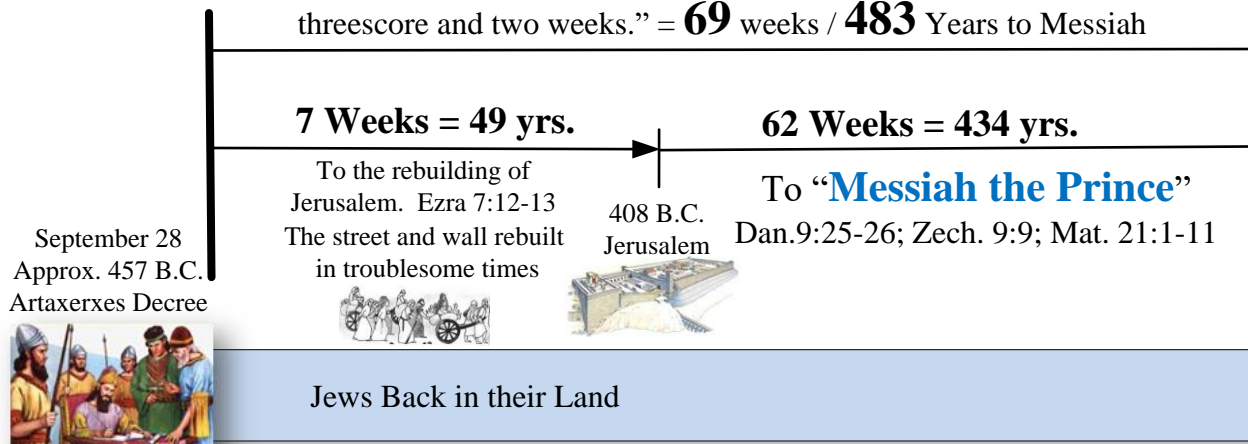 threescore and two weeks.” = 69 weeks / 483 Years to Messiah
7 Weeks = 49 yrs.
To the rebuilding of
Jerusalem. Ezra 7:12-13
The street and wall rebuilt
in troublesome times
408 B.C.
Jerusalem
62 Weeks = 434 yrs.
To “Messiah the Prince”
Dan.9:25-26; Zech. 9:9; Mat. 21:1-11
September 28
Approx. 457 B.C.
Artaxerxes Decree
Jews Back in their Land